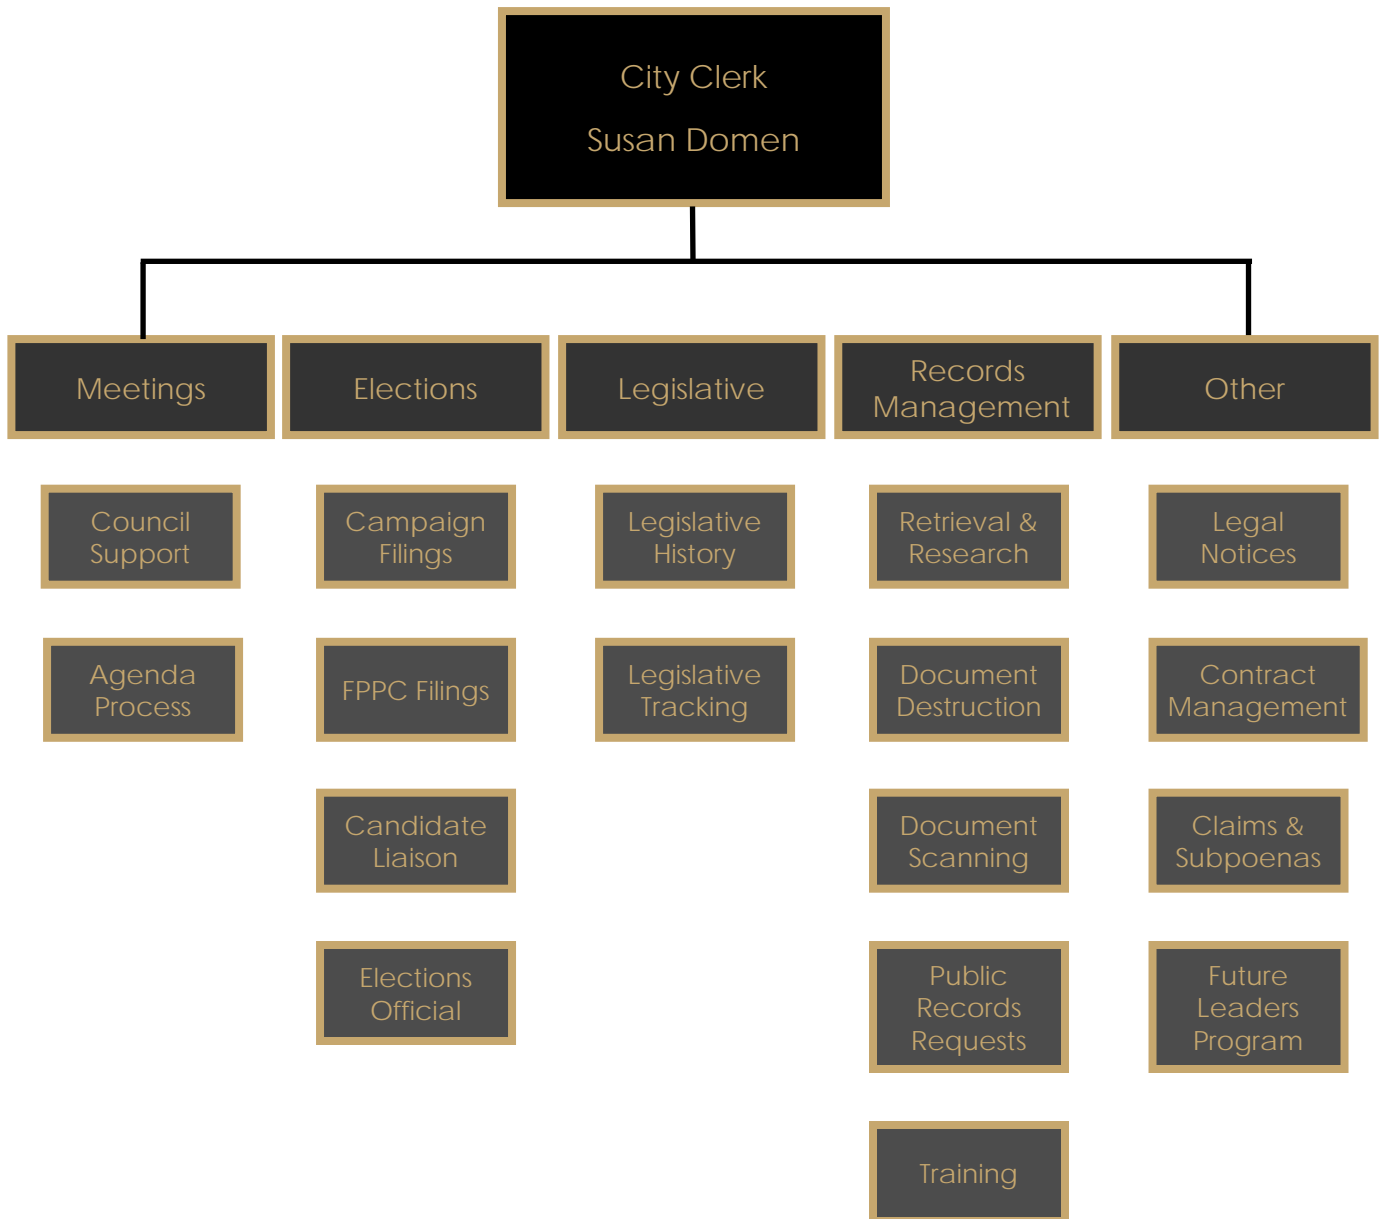 City Clerk
Susan Domen
Meetings
Elections
Legislative
Records
Management
Other
Council
Support
Campaign
Filings
Legislative
History
Retrieval &
Research
Legal
Notices
Agenda
Process
FPPC Filings
Legislative
Tracking
Document
Destruction
Contract
Management
Candidate
Liaison
Document
Scanning
Claims &
Subpoenas
Elections
Official
Public
Records
Requests
Future
Leaders
Program
Training